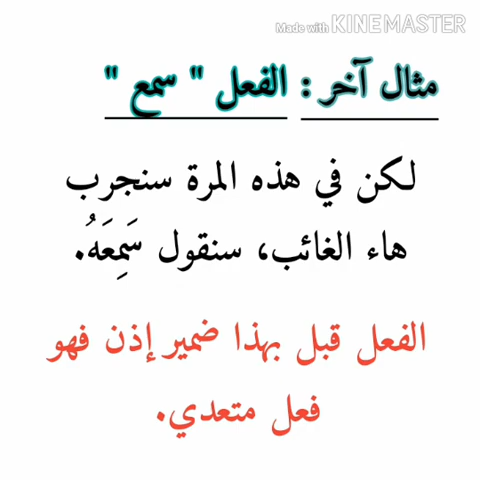 Made with KINEMASTER
مثال آخر : الفعل " سمع "
لكن في هذه المرة سنجرب
هاء الغائب، سنقول سَمِعَهُ.
الفعل قبل بهذا ضمير إذن فهو
فعل متعدي.